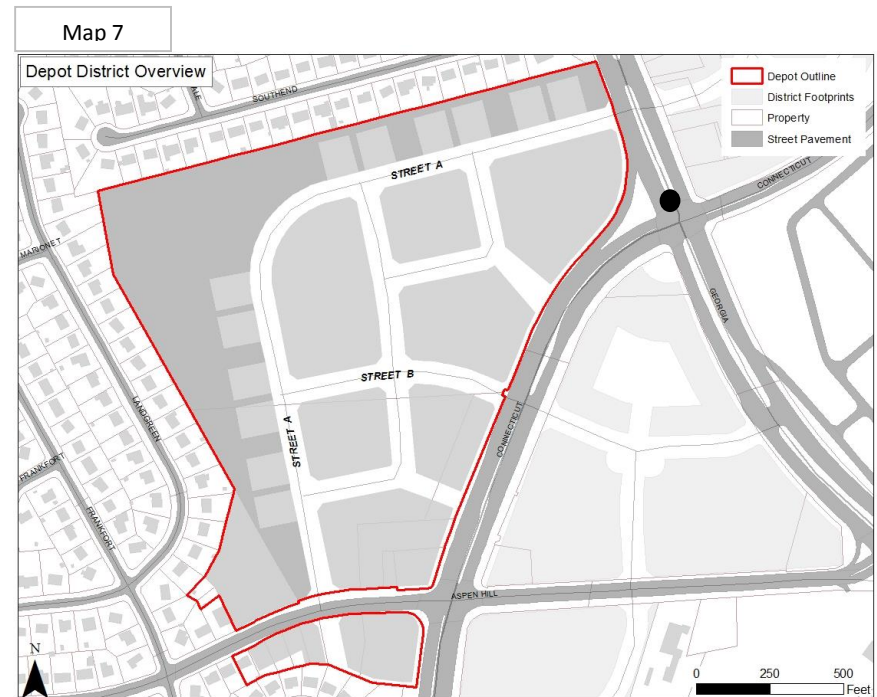 Map 7
Depot District Overview
Depot Outline
District Footprints
Property
Street Pavement
SOUTHEND
STREET A
CONNECTICUT
MARIONET
GEORGIA
LANDGREEN
STREET B
CONNECTICUT
STREET A
FRANKFORT
FRANKFORT
ASPEN HILL
N
0 250 500
Feet